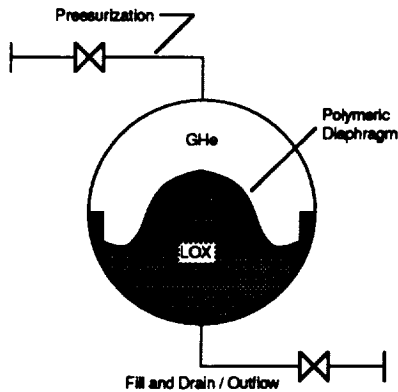 Pressurization
GHe
Polymeric
Diaphragm
LOX
Fill and Drain / Outflow